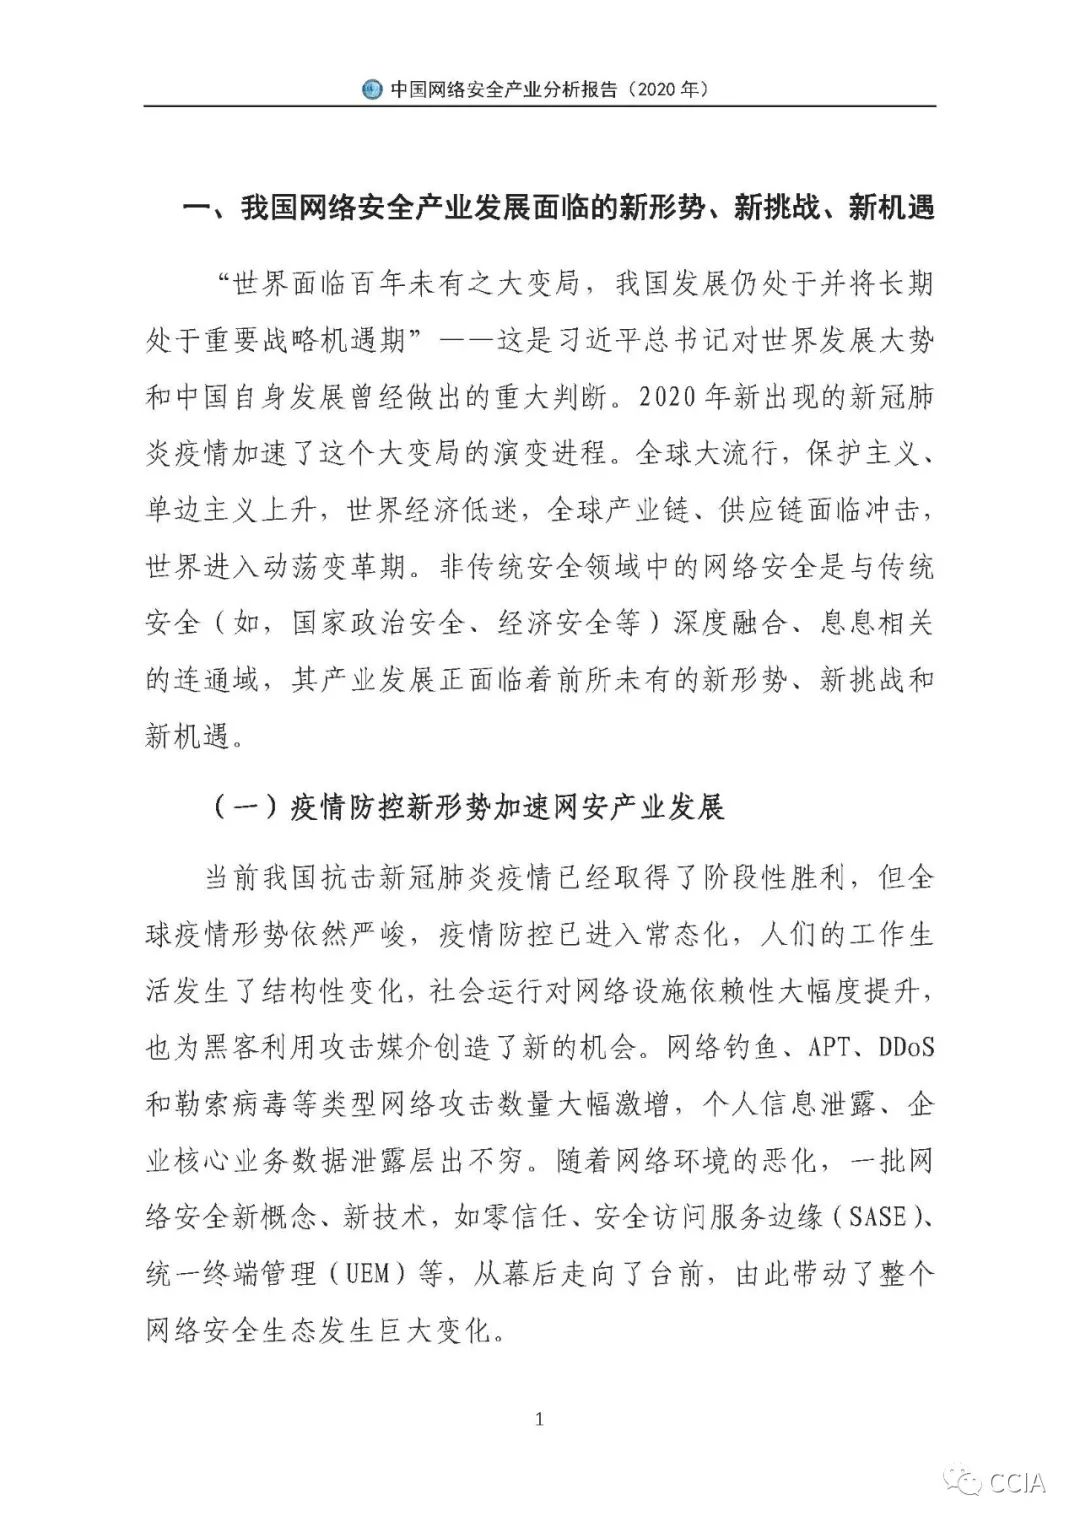 中国网络安全产业分析报告（2020 年）
一、我国网络安全产业发展面临的新形势、新挑战、新机遇
“世界面临百年未有之大变局，我国发展仍处于并将长期
处于重要战略机遇期”——这是习近平总书记对世界发展大势
和中国自身发展曾经做出的重大判断。2020 年新出现的新冠肺
炎疫情加速了这个大变局的演变进程。全球大流行，保护主义、
单边主义上升，世界经济低迷，全球产业链、供应链面临冲击，
世界进入动荡变革期。非传统安全领域中的网络安全是与传统
安全（如，国家政治安全、经济安全等）深度融合、息息相关
的连通域，其产业发展正面临着前所未有的新形势、新挑战和
新机遇。
（一）疫情防控新形势加速网安产业发展
当前我国抗击新冠肺炎疫情已经取得了阶段性胜利，但全
球疫情形势依然严峻，疫情防控已进入常态化，人们的工作生
活发生了结构性变化，社会运行对网络设施依赖性大幅度提升，
也为黑客利用攻击媒介创造了新的机会。网络钓鱼、APT、DDoS
和勒索病毒等类型网络攻击数量大幅激增，个人信息泄露、企
业核心业务数据泄露层出不穷。随着网络环境的恶化，一批网
络安全新概念、新技术，如零信任、安全访问服务边缘（SASE）、
统一终端管理（UEM）等，从幕后走向了台前，由此带动了整个
网络安全生态发生巨大变化。
1
CCIA